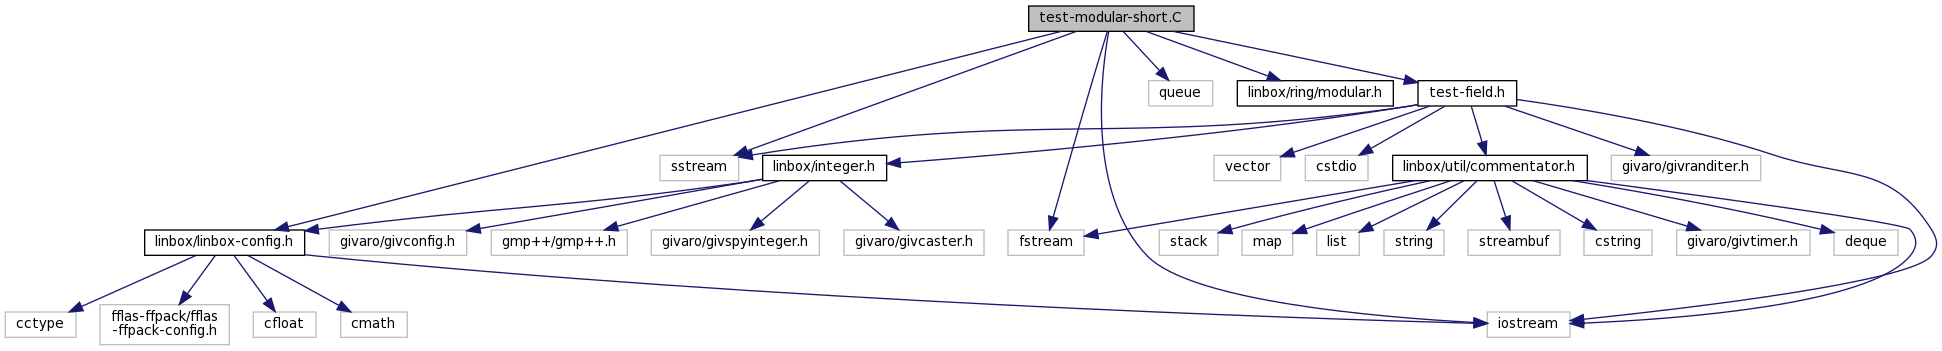 test-modular-short.C
queue
linbox/ring/modular.h
test-field.h
sstream
linbox/integer.h
vector
cstdio
linbox/util/commentator.h
givaro/givranditer.h
linbox/linbox-config.h
givaro/givconfig.h
gmp++/gmp++.h
givaro/givspyinteger.h
givaro/givcaster.h
fstream
stack
map
list
string
streambuf
cstring
givaro/givtimer.h
deque
cctype
fflas-ffpack/fflas
-ffpack-config.h
cfloat
cmath
iostream